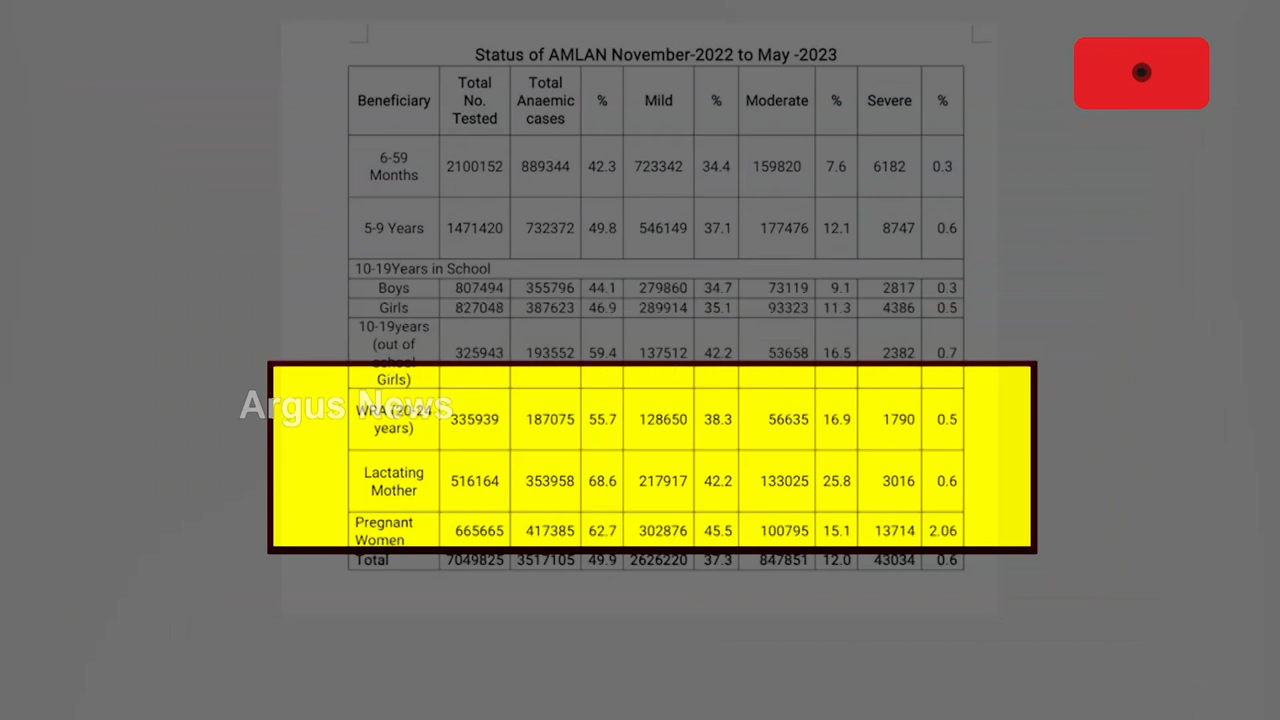 Status of AMLAN November-2022 to May -2023
Beneficiary Total No. Tested Total Anaemic cases % Mild % Moderate % Severe %
6-59 Months 2100152 889344 42.3 723342 34.4 159820 7.6 6182 0.3
5-9 Years 1471420 732372 49.8 546149 37.1 177476 12.1 8747 0.6
10-19Years in School
Boys 807494 355796 44.1 279860 34.7 73119 9.1 2817 0.3
Girls 827048 387623 46.9 289914 35.1 93323 11.3 4386 0.5
10-19years (out of school Girls) 325943 193552 59.4 137512 42.2 53658 16.5 2382 0.7
WRA (20-24 years) 335939 187075 55.7 128650 38.3 56635 16.9 1790 0.5
Lactating Mother 516164 353958 68.6 217917 42.2 133025 25.8 3016 0.6
Pregnant Women 665665 417385 62.7 302876 45.5 100795 15.1 13714 2.06
Total 7049825 3517105 49.9 2626220 37.3 847851 12.0 43034 0.6
Argus News